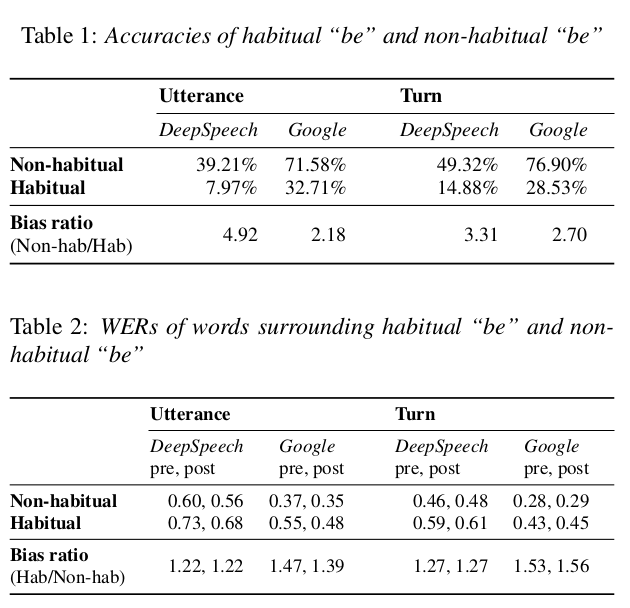 Table 1: Accuracies of habitual “be” and non-habitual “be”
Utterance Turn
DeepSpeech Google DeepSpeech Google
Non-habitual 39.21% 71.58% 49.32% 76.90%
Habitual 7.97% 32.71% 14.88% 28.53%
Bias ratio
(Non-hab/Hab) 4.92 2.18 3.31 2.70
Table 2: WERs of words surrounding habitual “be” and non-
habitual “be”
Utterance Turn
DeepSpeech Google DeepSpeech Google
pre, post pre, post pre, post pre, post
Non-habitual 0.60, 0.56 0.37, 0.35 0.46, 0.48 0.28, 0.29
Habitual 0.73, 0.68 0.55, 0.48 0.59, 0.61 0.43, 0.45
Bias ratio
(Hab/Non-hab) 1.22, 1.22 1.47, 1.39 1.27, 1.27 1.53, 1.56